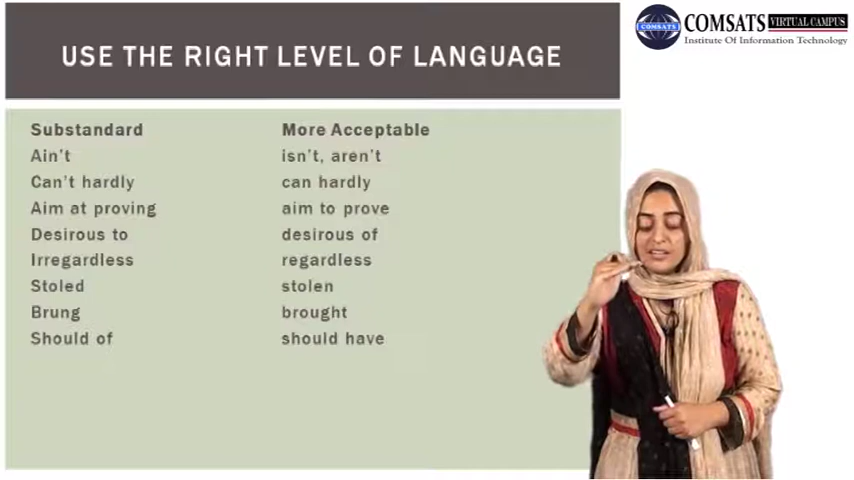 USE THE RIGHT LEVEL OF LANGUAGE
COMSATS VIRTUAL CAMPUS
Institute Of Information Technology
COMSATS
Substandard More Acceptable
Ain't isn't, aren't
Can't hardly can hardly
Aim at proving aim to prove
Desirous to desirous of
Irregardless regardless
Stoled stolen
Brung brought
Should of should have